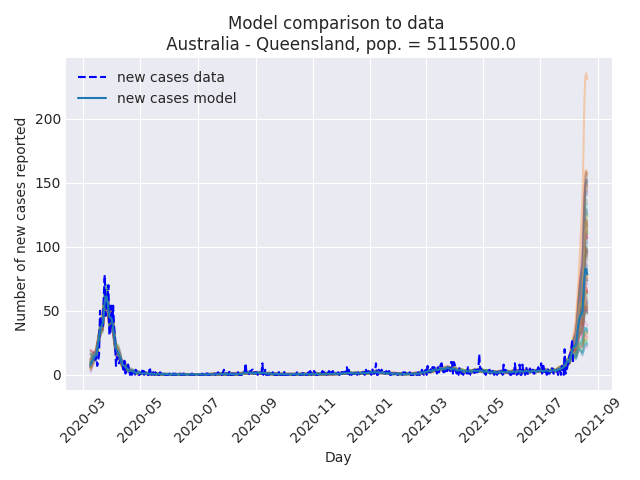 Model comparison to data
Australia - Queensland, pop. = 5115500.0
new cases data
new cases model
Number of new cases reported
200
150
100
50
0
2020-03
2020-05
2020-07
2020-09
2020-11
2021-01
2021-03
2021-05
2021-07
2021-09
Day